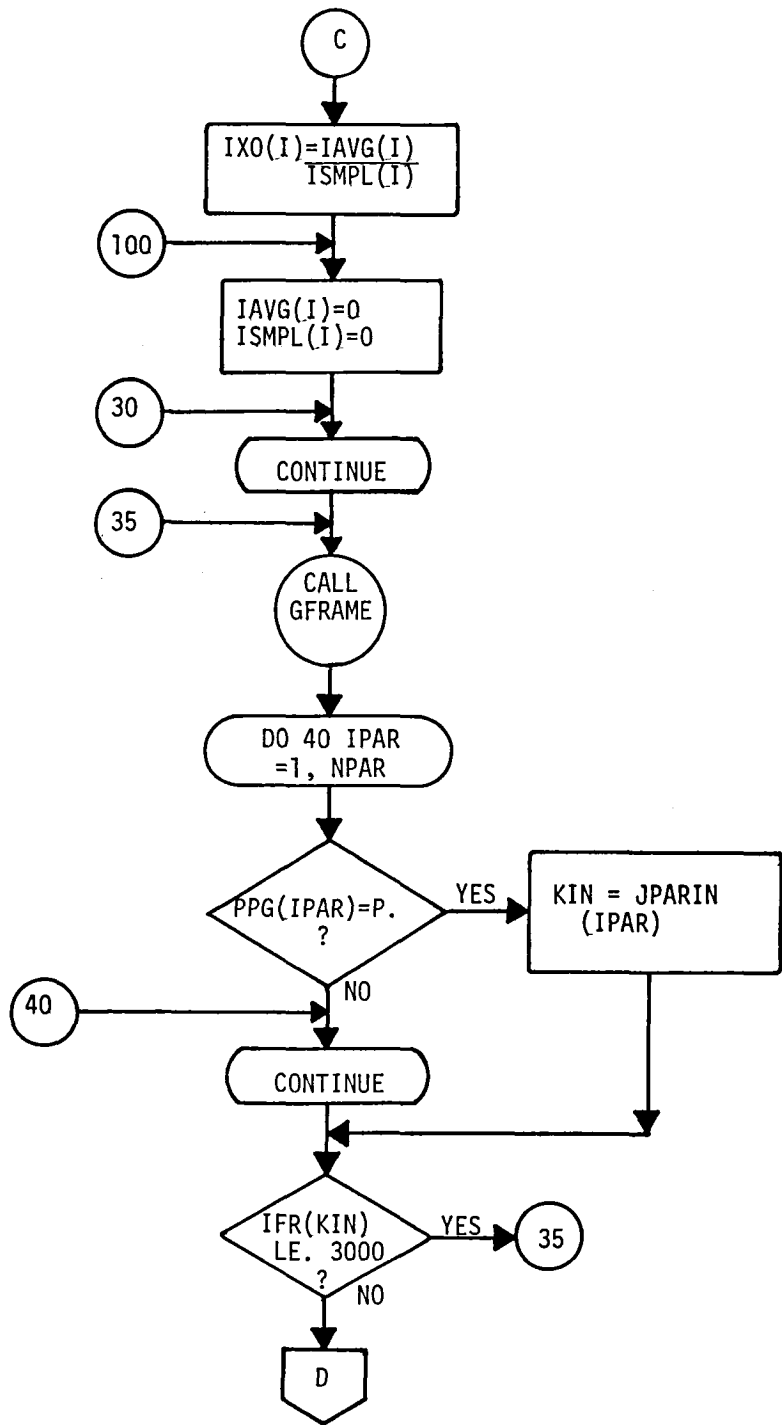 C
IXO(I)=IAVG(I)
ISMPL(I)
100
IAVG(I)=0
ISMPL(I)=0
30
CONTINUE
35
CALL
GFRAME
DO 40 IPAR
=1, NPAR
PPG(IPAR)=P.
?
YES
KIN = JPARIN
(IPAR)
NO
40
CONTINUE
IFR(KIN)
LE. 3000
?
YES
35
NO
D